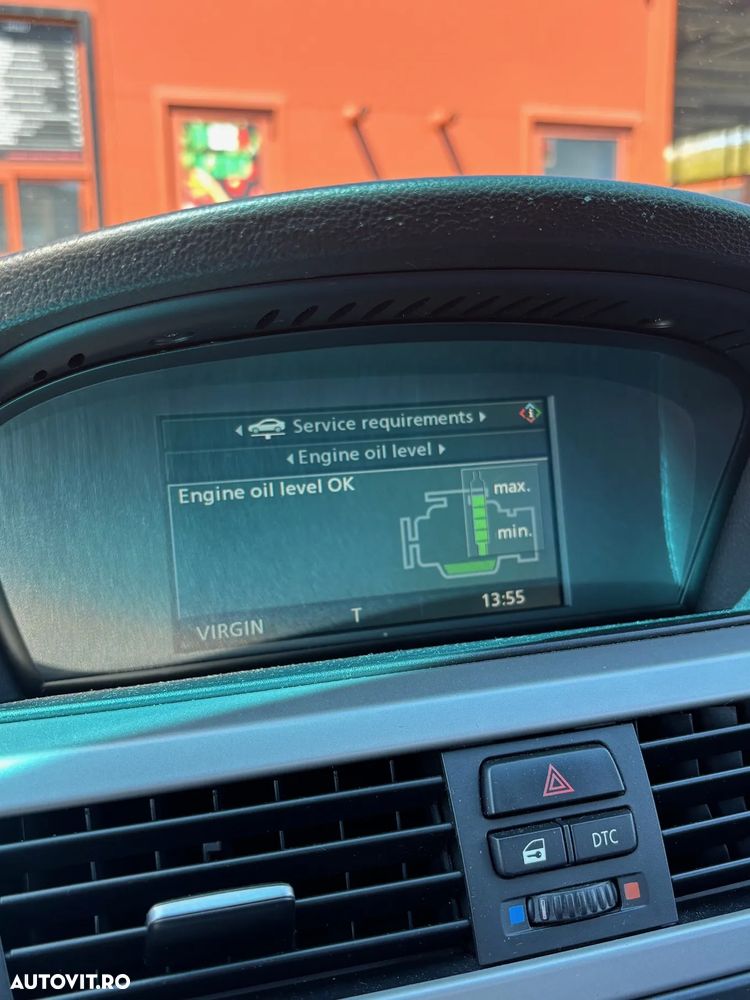 Service requirements
Engine oil level
Engine oil level OK
max.
min.
13:55
VIRGIN
T
DTC
AUTOVIT.RO